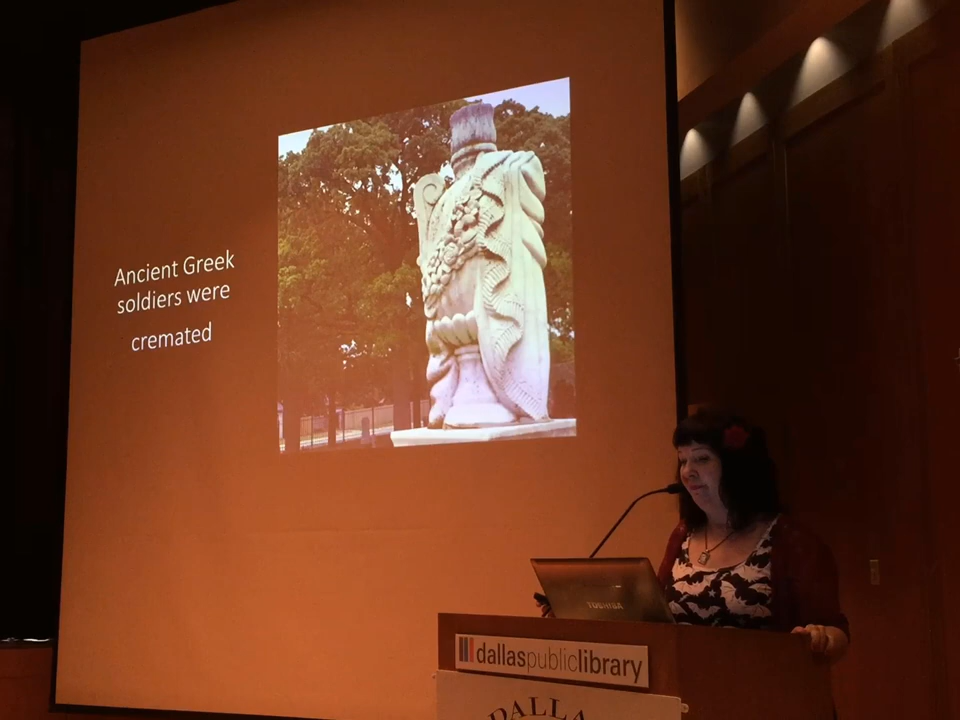 Ancient Greek
soldiers were
cremated
TOSHIBA
dallaspubliclibrary